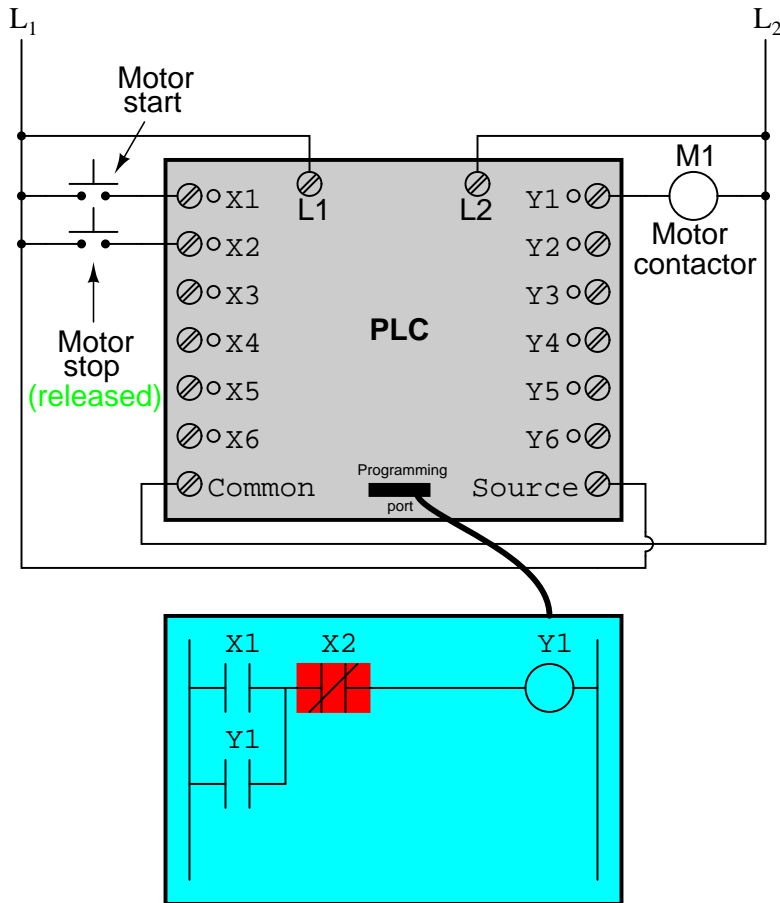 L1
L2
Motor
start
M1
X1
L1
L2
Y1
X2
Y2
Motor
contactor
X3
Y3
PLC
Motor
stop
(released)
X4
Y4
X5
Y5
X6
Y6
Common
Programming
port
Source
X1
X2
Y1
Y1